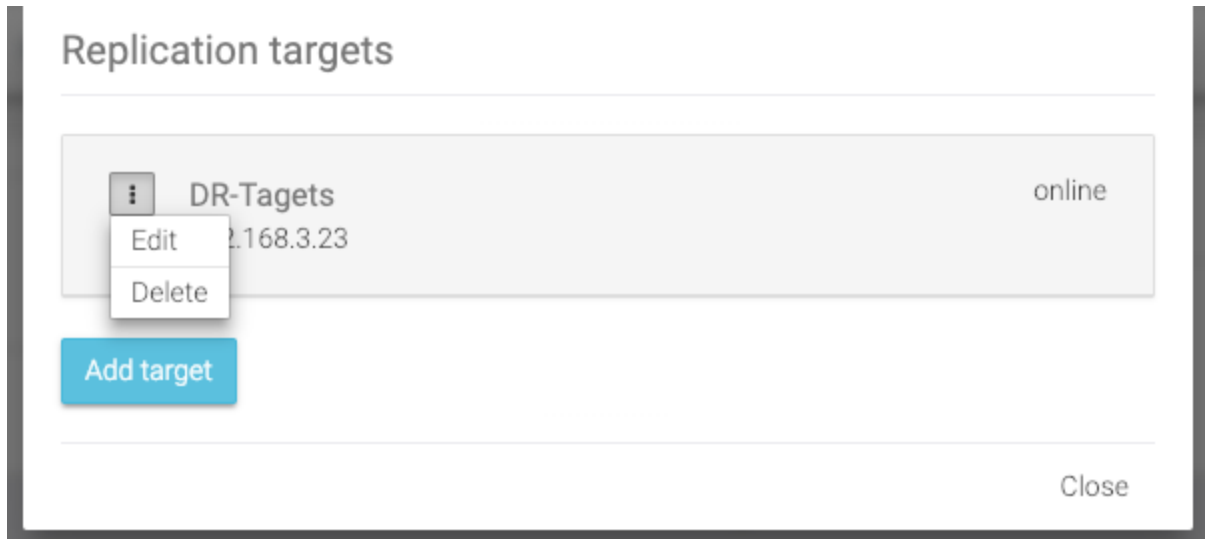 Replication targets
DR-Tagets
online
2.168.3.23
Edit
Delete
Add target
Close